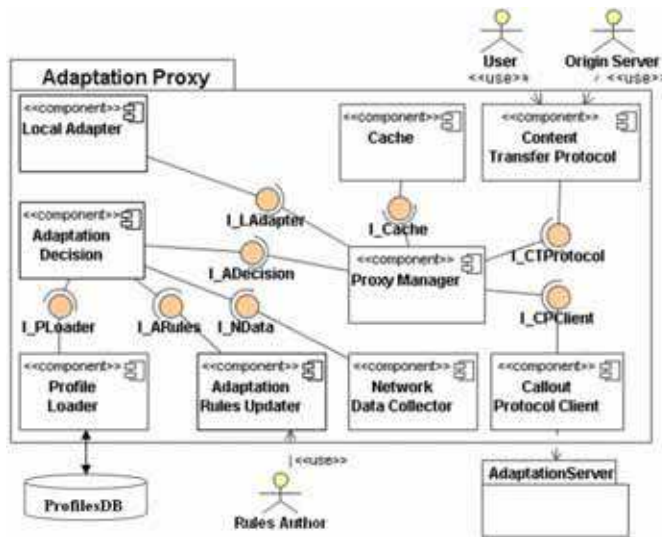 User
Origin Server
<<use>>
<<use>>
Adaptation Proxy
<<component>>
Local Adapter
<<component>>
Cache
<<component>>
Content
Transfer Protocol
<<component>>
Adaptation
Decision
I_LAdapter
I_Cache
I_ADecision
<<component>>
Proxy Manager
I_CTProtocol
I_PLoader
I_ARules
I_NData
I_CPClient
<<component>>
Profile
Loader
<<component>>
Adaptation
Rules Updater
<<component>>
Network
Data Collector
<<component>>
Callout
Protocol Client
<<use>>
ProfilesDB
Rules Author
AdaptationServer